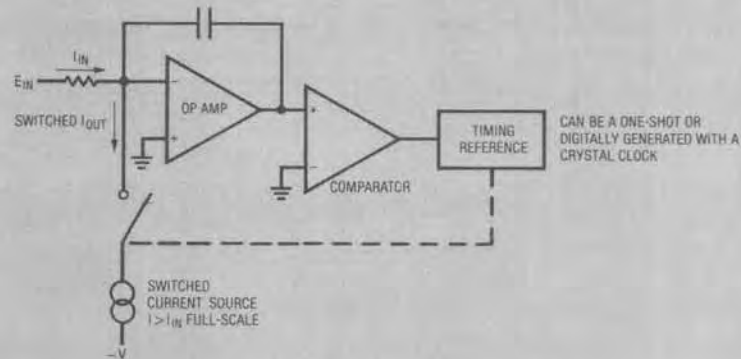 I_IN
E_IN
SWITCHED I_OUT
−
OP AMP
+
+
−
COMPARATOR
TIMING
REFERENCE
CAN BE A ONE-SHOT OR
DIGITALLY GENERATED WITH A
CRYSTAL CLOCK
SWITCHED
CURRENT SOURCE
I > I_IN FULL-SCALE
−V